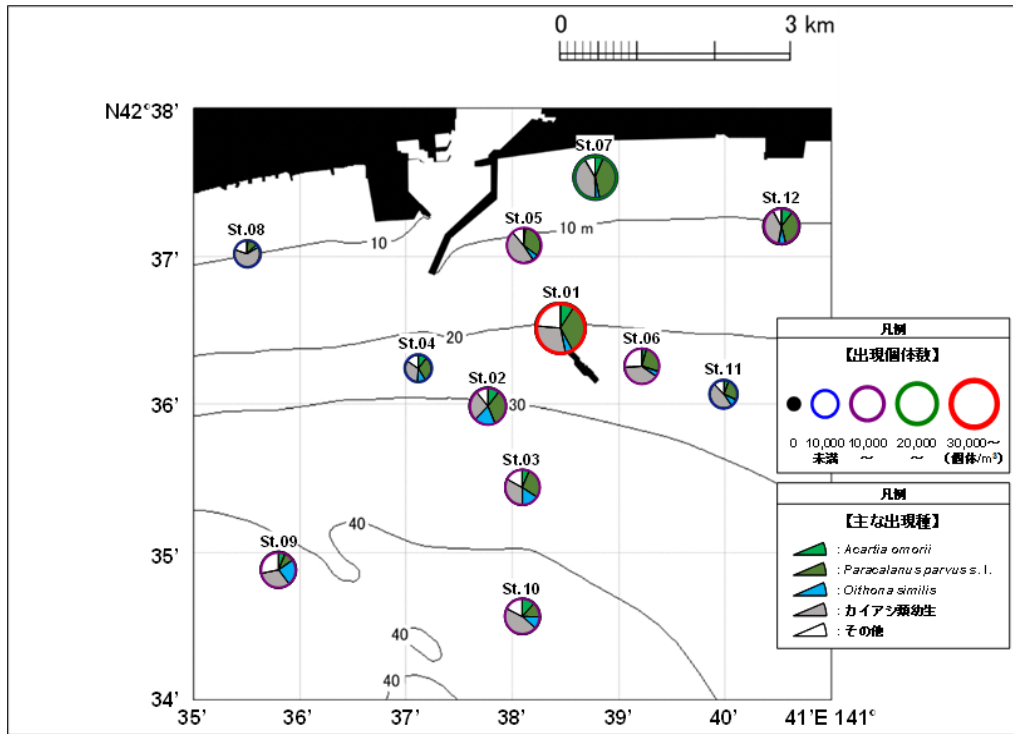 0 3 km
N42°38’
St.07
St.12
St.08
St.05
10 m
10
37’
St.01
20
St.04
St.06
St.11
St.02
36’
30
St.03
40
St.09
35’
St.10
40
40
34’
35’ 36’ 37’ 38’ 39’ 40’ 41’E 141°
凡例
【出現個体数】
0 10,000 10,000 20,000 30,000～
未満 ～ ～ (個体/m³)
凡例
【主な出現種】
: Acartia omorii
: Paracalanus parvus s. l.
: Oithona similis
: カイアシ類幼生
: その他